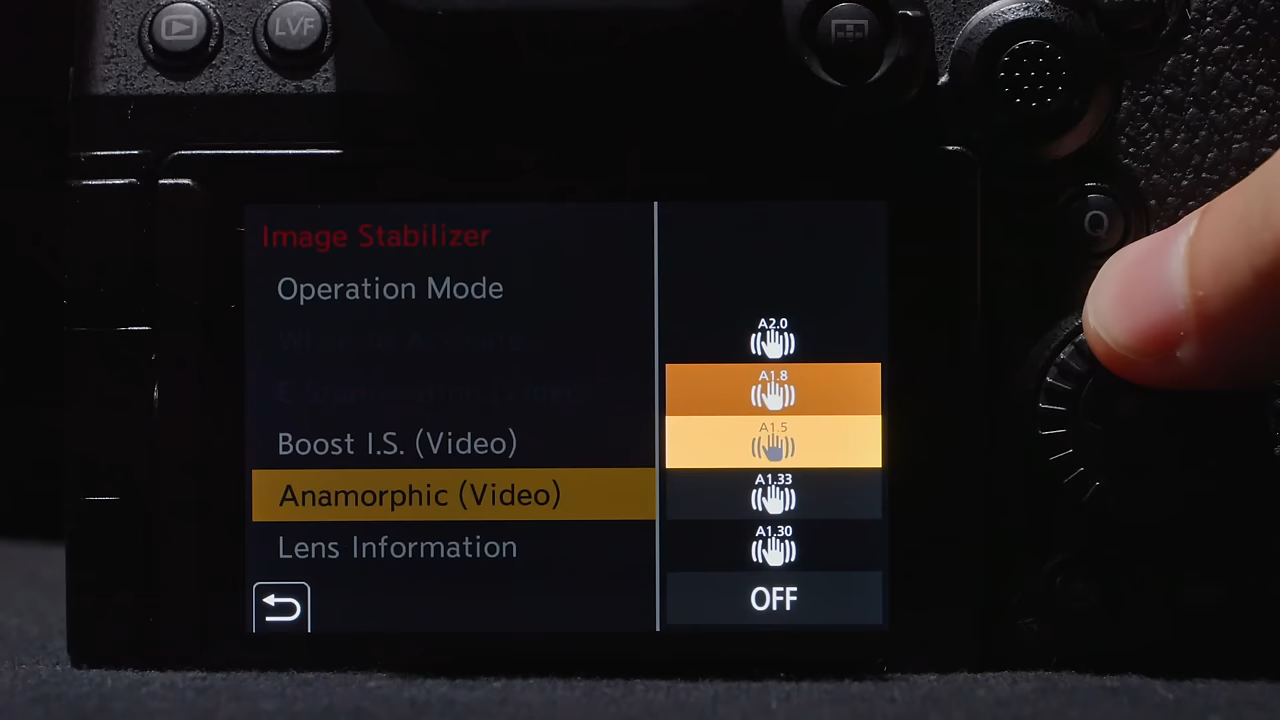 LVF
Q
Image Stabilizer
Operation Mode
Boost I.S. (Video)
Anamorphic (Video)
Lens Information
A2.0
A1.8
A1.5
A1.33
A1.30
OFF